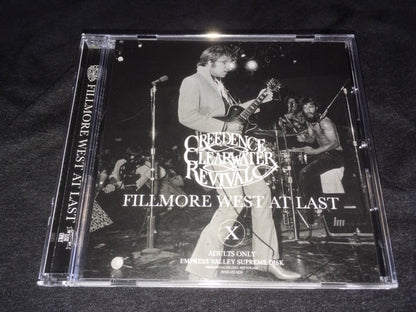 CREEDENCE
CLEARWATER
REVIVAL
FILLMORE WEST AT LAST
X
ADULTS ONLY
EMPRESS VALLEY SUPREME DISK
FILLMORE WEST AT LAST